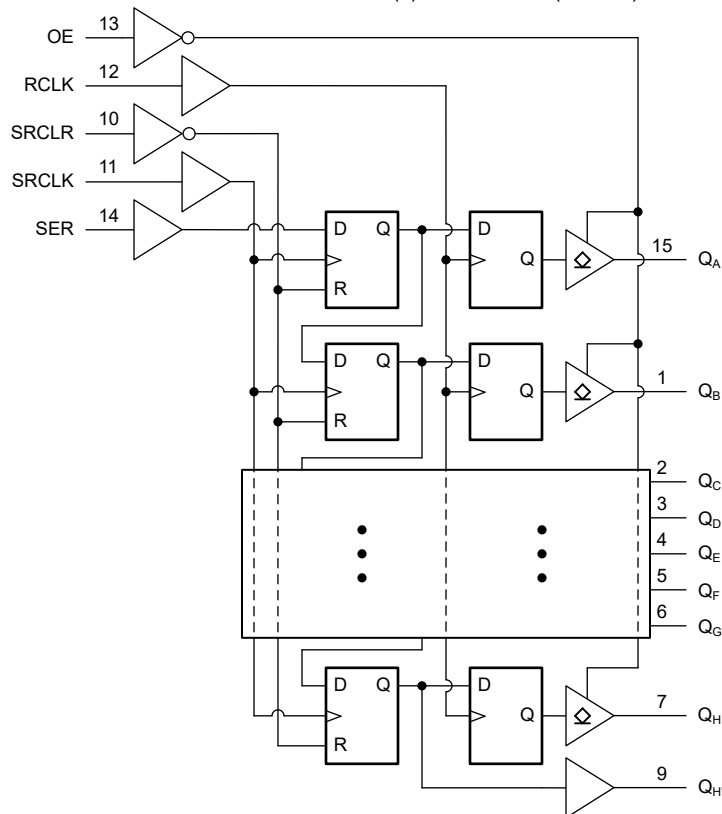 OE 13
RCLK 12
SRCLR 10
SRCLK 11
SER 14
D Q D
Q 15 QA
R
D Q D
Q 1 QB
R
2 QC
3 QD
4 QE
5 QF
6 QG
D Q D
Q 7 QH
R
9 QH'